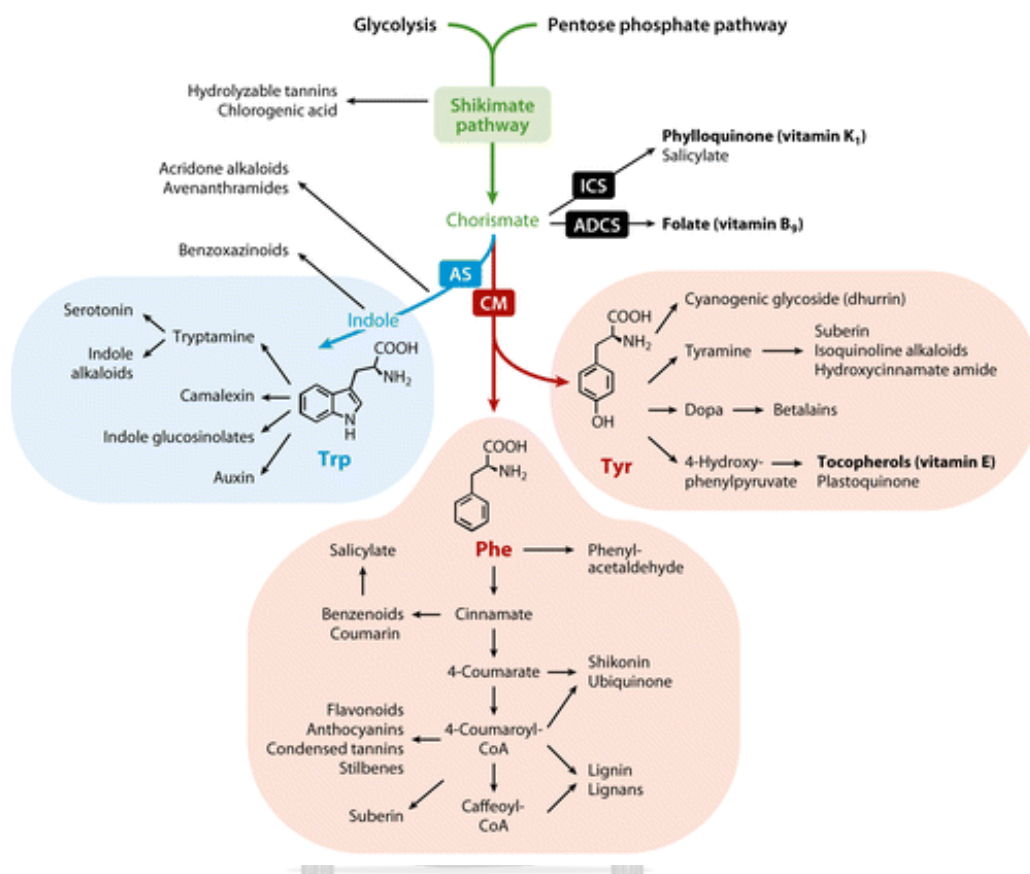 Glycolysis
Pentose phosphate pathway
Hydrolyzable tannins
Chlorogenic acid
Shikimate
pathway
Phylloquinone (vitamin K₁)
Salicylate
Acridone alkaloids
Avenanthramides
ICS
Chorismate
ADCS
Folate (vitamin B₉)
Benzoxazinoids
AS
CM
Indole
Serotonin
Tryptamine
Indole
alkaloids
COOH
NH₂
Camalexin
N
H
Indole glucosinolates
Trp
Auxin
Cyanogenic glycoside (dhurrin)
COOH
NH₂
Tyramine
Suberin
Isoquinoline alkaloids
Hydroxycinnamate amide
OH
Dopa
Betalains
Tyr
4-Hydroxy-
phenylpyruvate
Tocopherols (vitamin E)
Plastoquinone
COOH
NH₂
Phe
Phenyl-
acetaldehyde
Salicylate
Benzenoids
Coumarin
Cinnamate
4-Coumarate
Shikonin
Ubiquinone
Flavonoids
Anthocyanins
Condensed tannins
Stilbenes
4-Coumaroyl-
CoA
Lignin
Lignans
Suberin
Caffeoyl-
CoA